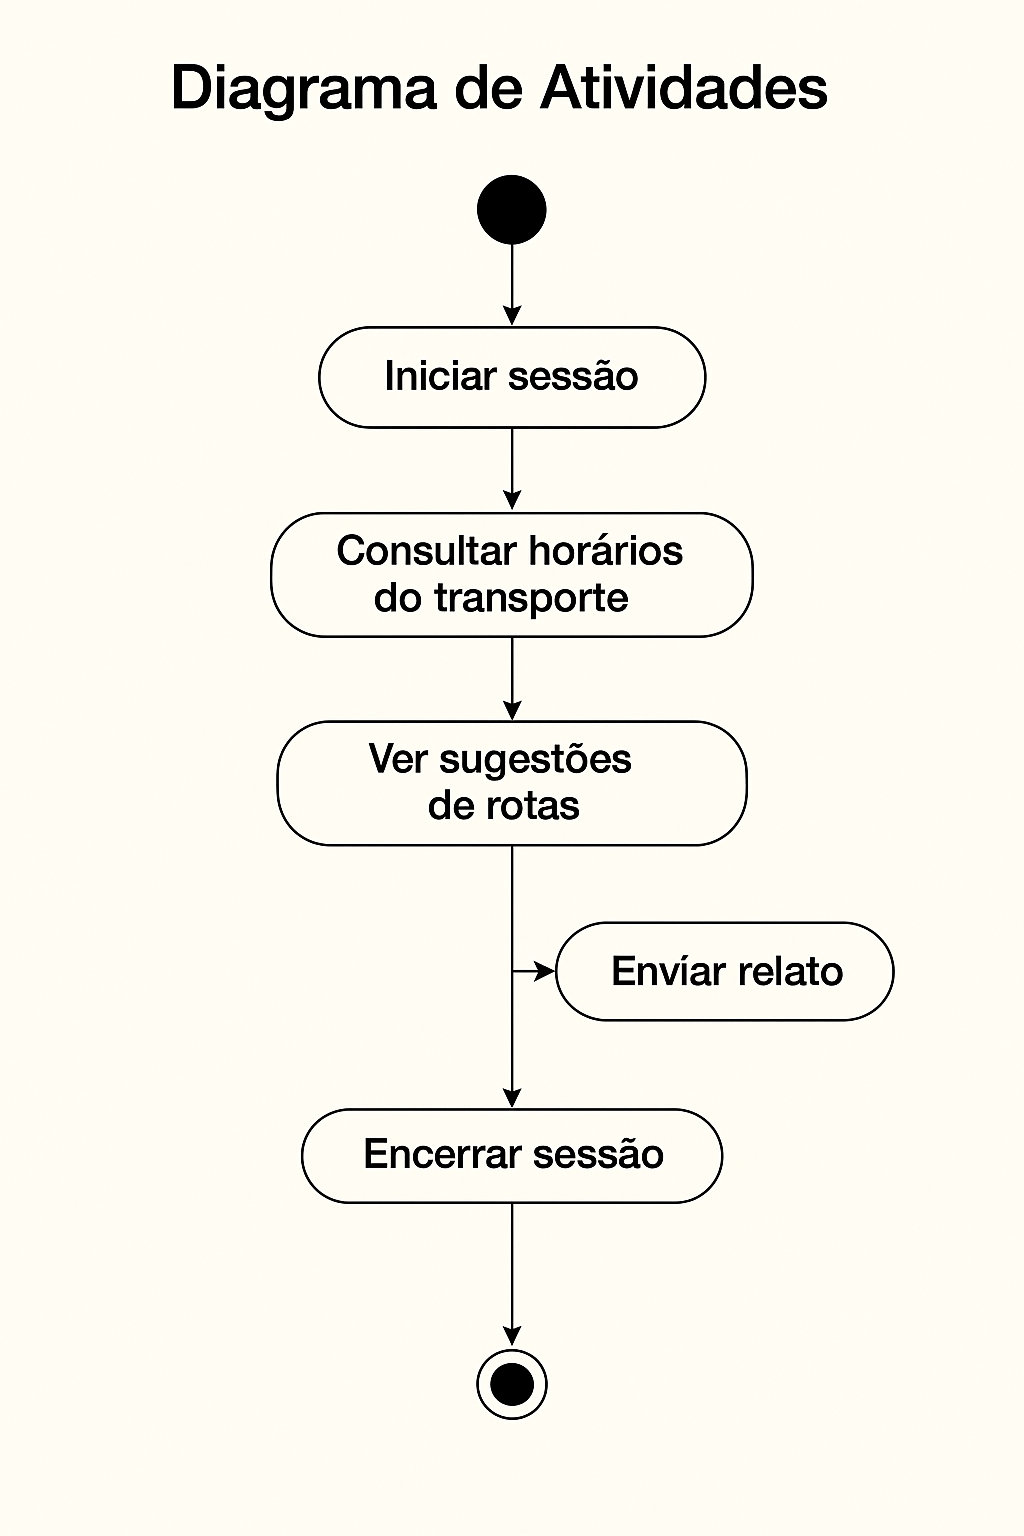 Diagrama de Atividades
Iniciar sessão
Consultar horários
do transporte
Ver sugestões
de rotas
Envíar relato
Encerrar sessão